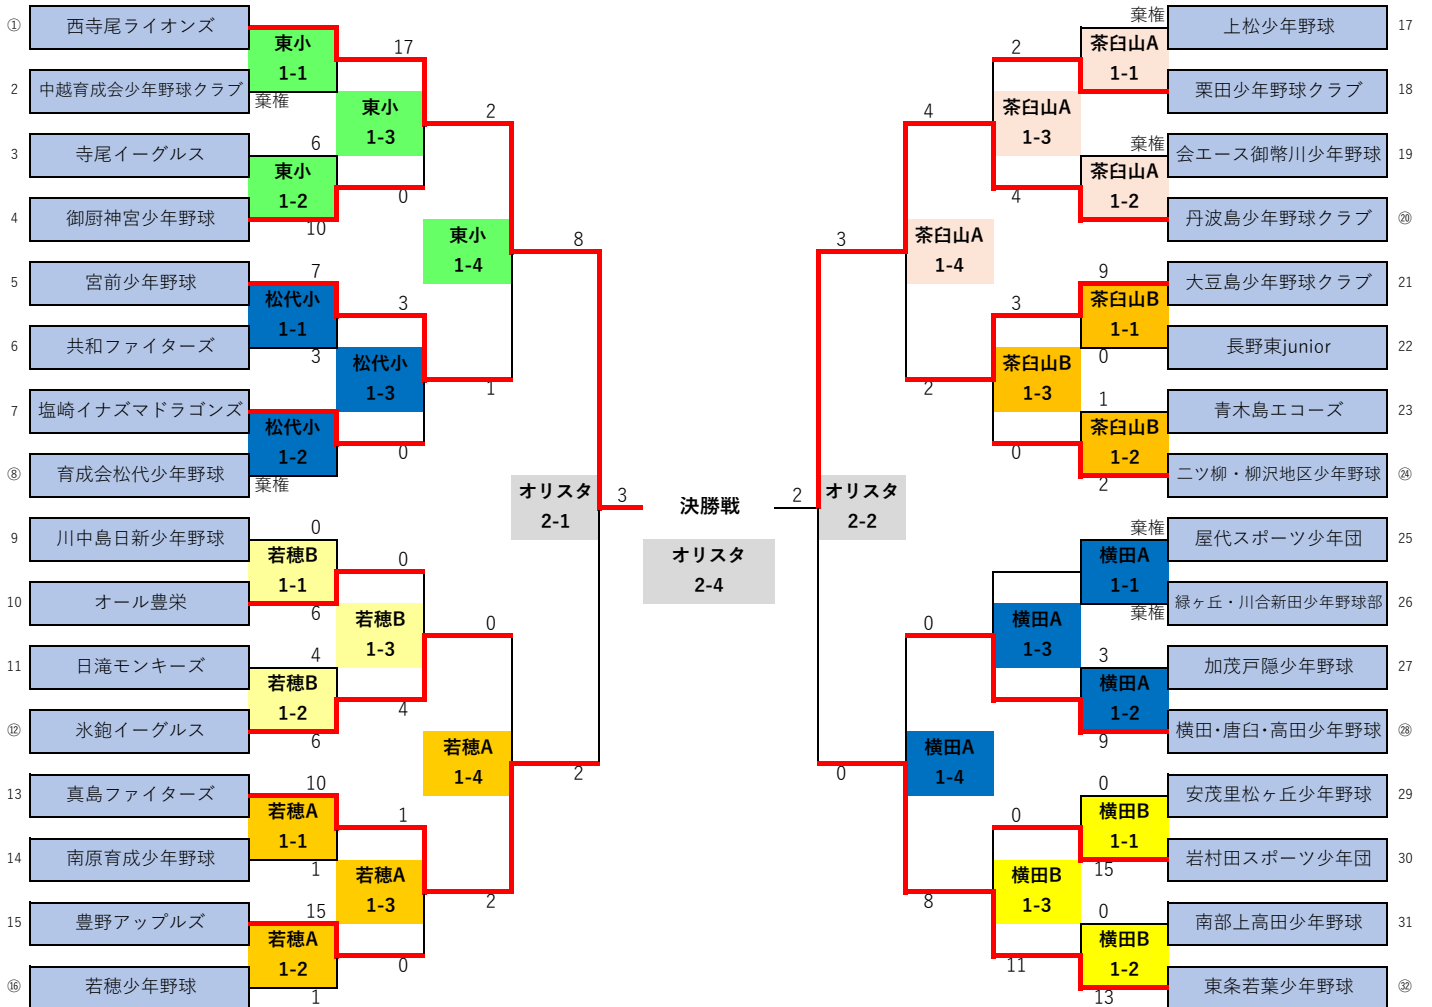 ① 西寺尾ライオンズ
東小
1-1
17
2 中越育成会少年野球クラブ
棄権
東小
1-3
2
3 寺尾イーグルス
6
東小
1-2
0
4 御厨神宮少年野球
10
東小
1-4
8
5 宮前少年野球
7
松代小
1-1
3
6 共和ファイターズ
3
松代小
1-3
1
7 塩崎イナズマドラゴンズ
松代小
1-2
0
⑧ 育成会松代少年野球
棄権
オリスタ
2-1
3
9 川中島日新少年野球
0
若穂B
1-1
0
10 オール豊栄
6
若穂B
1-3
0
11 日滝モンキーズ
4
若穂B
1-2
4
⑫ 氷鉋イーグルス
6
若穂A
1-4
2
13 真島ファイターズ
10
若穂A
1-1
1
14 南原育成少年野球
1
若穂A
1-3
2
15 豊野アップルズ
15
若穂A
1-2
0
⑯ 若穂少年野球
1
決勝戦
オリスタ
2-4
棄権
上松少年野球 17
茶臼山A
1-1
2
栗田少年野球クラブ 18
茶臼山A
1-3
4
棄権
会エース御幣川少年野球 19
茶臼山A
1-2
4
丹波島少年野球クラブ ⑳
茶臼山A
1-4
3
9
大豆島少年野球クラブ 21
茶臼山B
1-1
3
0
長野東junior 22
茶臼山B
1-3
2
1
青木島エコーズ 23
茶臼山B
1-2
0
2
二ツ柳・柳沢地区少年野球 ㉔
オリスタ
2-2
2
棄権
屋代スポーツ少年団 25
横田A
1-1
棄権
緑ヶ丘・川合新田少年野球部 26
横田A
1-3
0
3
加茂戸隠少年野球 27
横田A
1-2
9
横田・唐臼・高田少年野球 ㉘
横田A
1-4
0
0
安茂里松ヶ丘少年野球 29
横田B
1-1
0
15
岩村田スポーツ少年団 30
横田B
1-3
8
0
南部上高田少年野球 31
横田B
1-2
11
13
東条若葉少年野球 ㉜